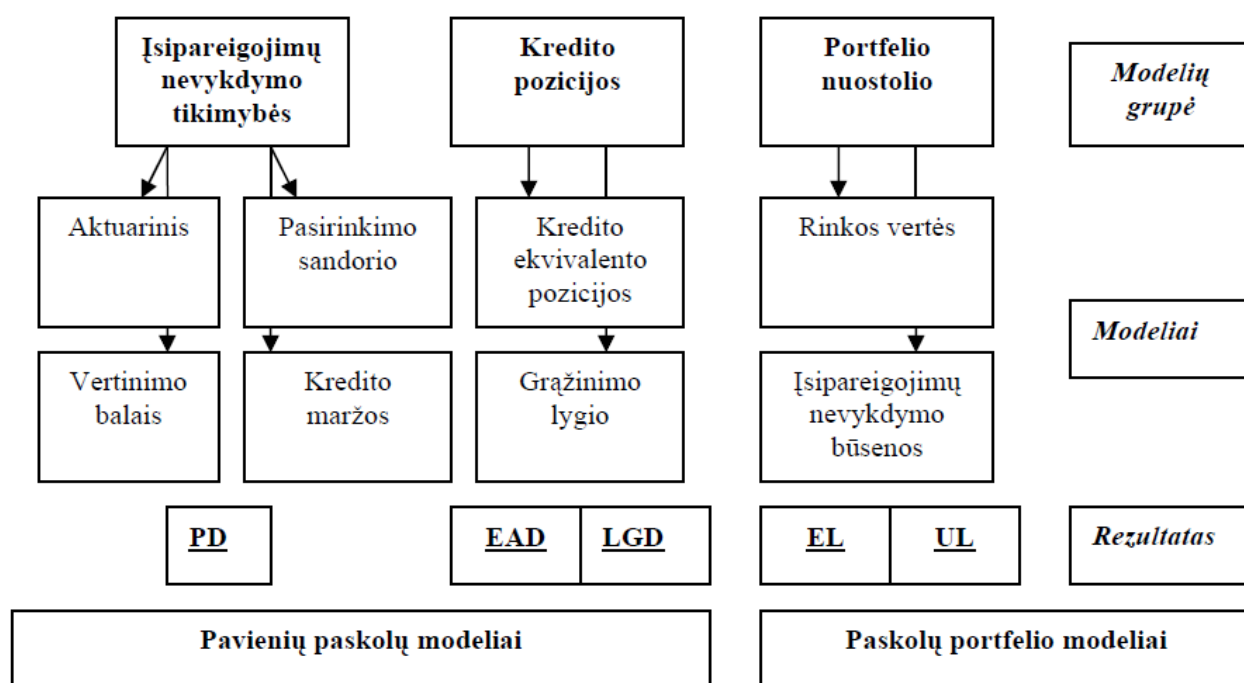 Įsipareigojimų
nevykdymo
tikimybės
Kredito
pozicijos
Portfelio
nuostolio
Modelių
grupė
Aktuarinis
Pasirinkimo
sandorio
Kredito
ekvivalento
pozicijos
Rinkos vertės
Modeliai
Vertinimo
balais
Kredito
maržos
Grąžinimo
lygio
Įsipareigojimų
nevykdymo
būsenos
PD
EAD
LGD
EL
UL
Rezultatas
Pavienių paskolų modeliai
Paskolų portfelio modeliai